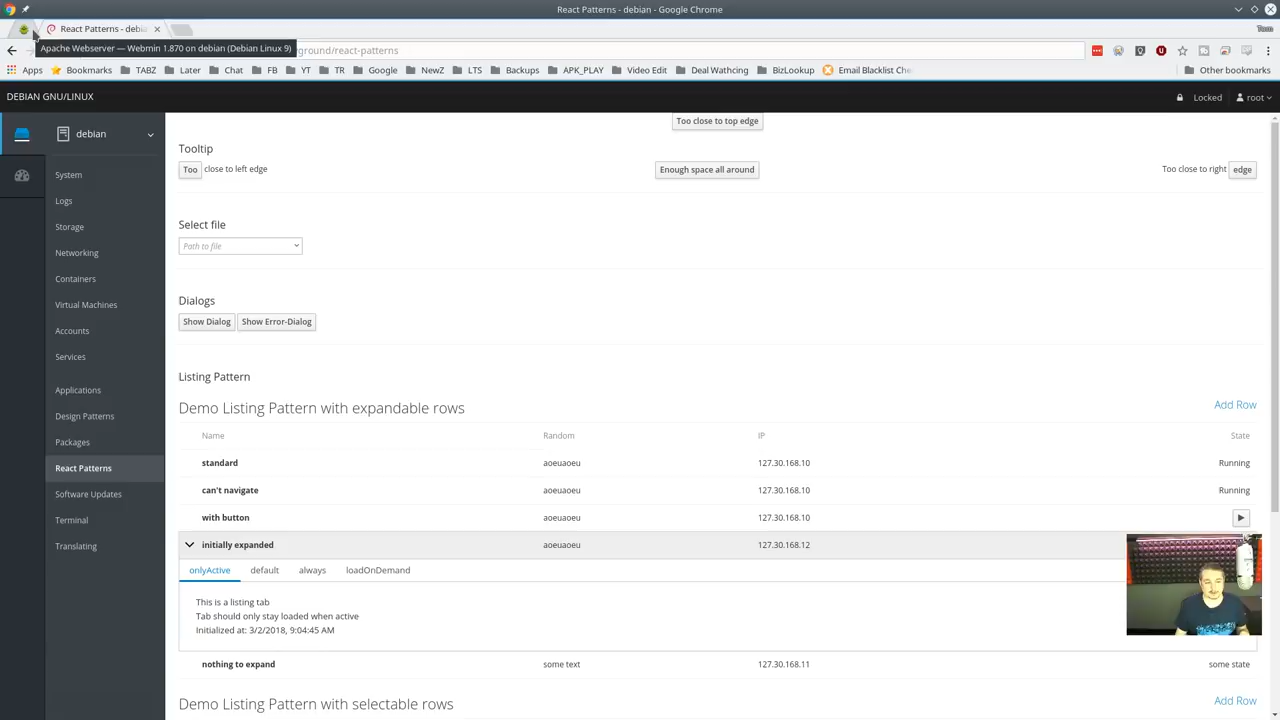 React Patterns - debian - Google Chrome
React Patterns - debia
Tom
Apache Webserver — Webmin 1.870 on debian (Debian Linux 9)
ground/react-patterns
Apps Bookmarks TABZ Later Chat FB YT TR Google NewZ LTS Backups APK_PLAY Video Edit Deal Wathcing BizLookup Email Blacklist Che Other bookmarks
DEBIAN GNU/LINUX
Locked root
debian
System
Logs
Storage
Networking
Containers
Virtual Machines
Accounts
Services
Applications
Design Patterns
Packages
React Patterns
Software Updates
Terminal
Translating
Too close to top edge
Tooltip
Too close to left edge Enough space all around Too close to right edge
Select file
Path to file
Dialogs
Show Dialog Show Error-Dialog
Listing Pattern
Demo Listing Pattern with expandable rows Add Row
Name Random IP State
standard aoeuaoeu 127.30.168.10 Running
can't navigate aoeuaoeu 127.30.168.10 Running
with button aoeuaoeu 127.30.168.10
initially expanded aoeuaoeu 127.30.168.12
onlyActive default always loadOnDemand
This is a listing tab
Tab should only stay loaded when active
Initialized at: 3/2/2018, 9:04:45 AM
nothing to expand some text 127.30.168.11 some state
Demo Listing Pattern with selectable rows Add Row